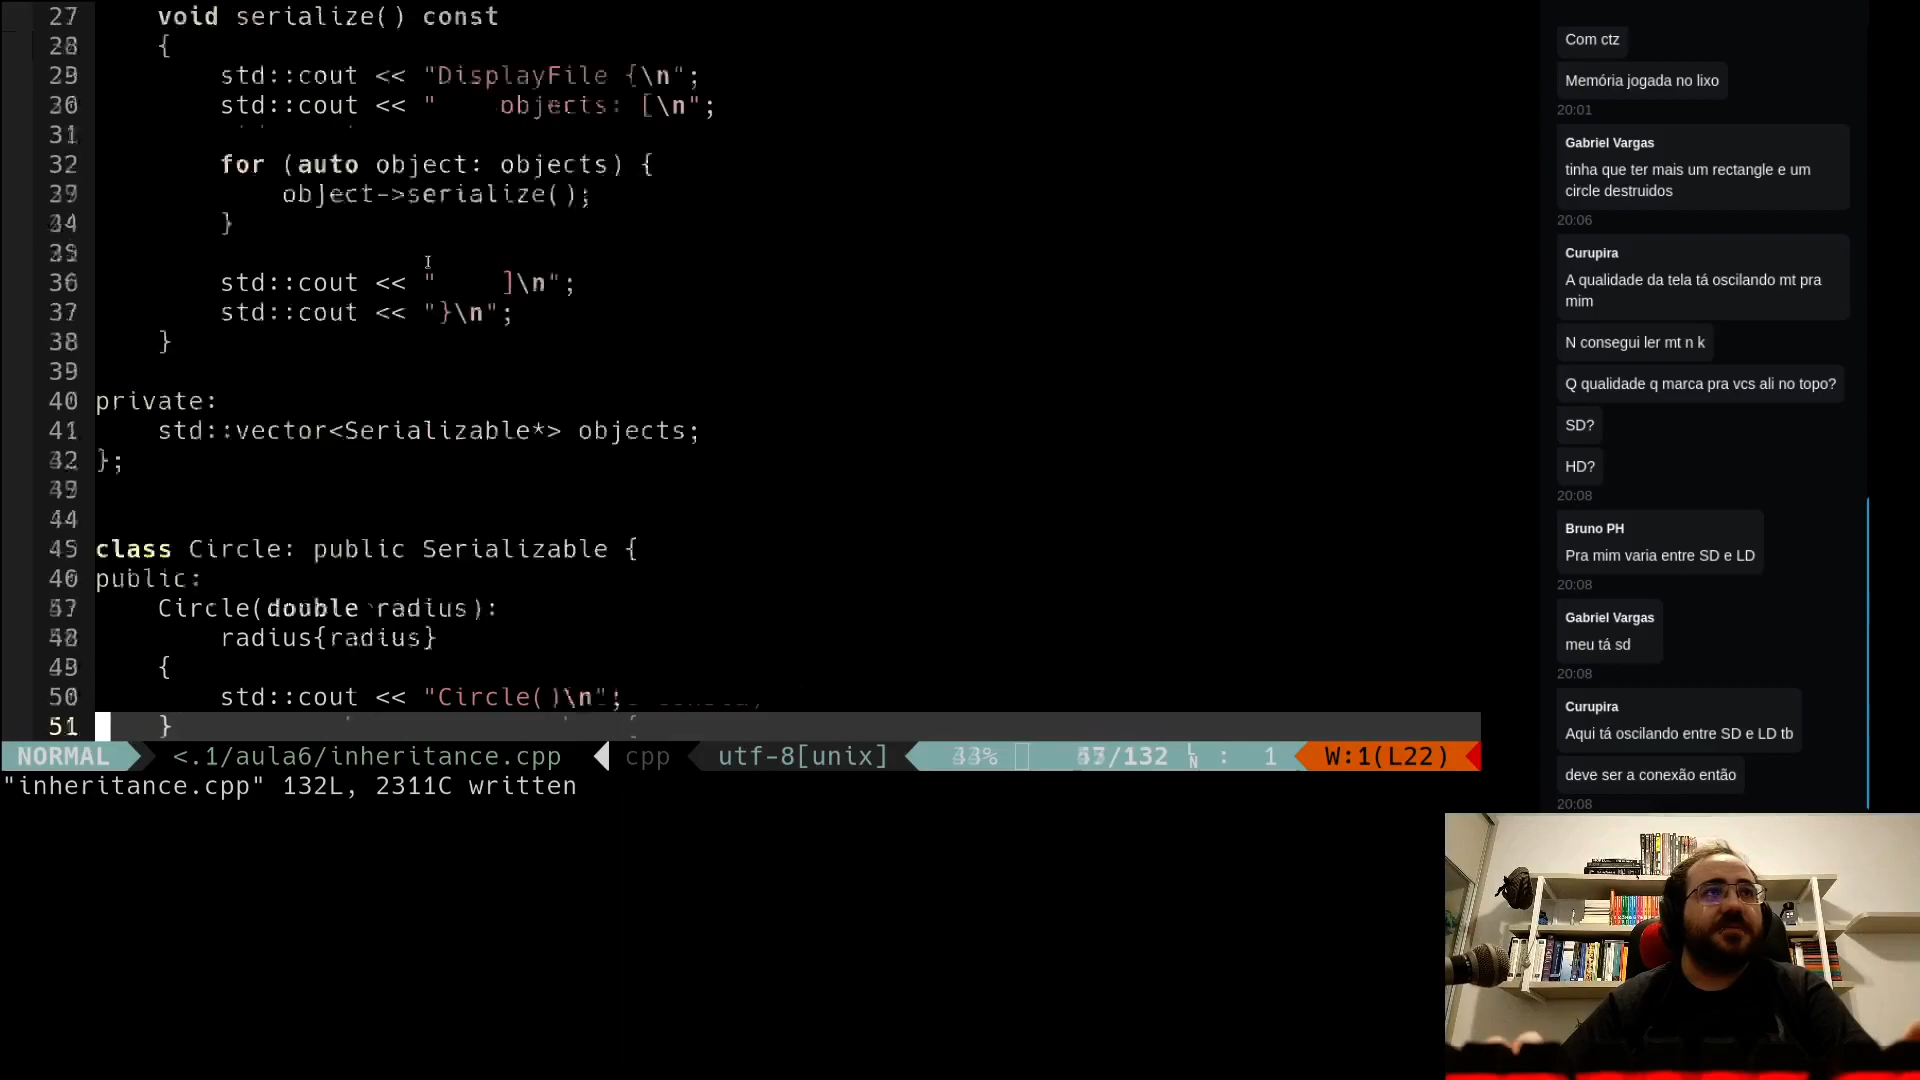 27 void serialize() const
28 {
29 std::cout << "DisplayFile {\n";
30 std::cout << "    objects: [\n";
31
32 for (auto object: objects) {
object->serialize();
34 }
35
36 std::cout << "    ]\n";
37 std::cout << "}\n";
38 }
39
40 private:
41 std::vector<Serializable*> objects;
42 };
44
45 class Circle: public Serializable {
46 public:
Circle(double radius):
48 radius{radius}
49 {
50 std::cout << "Circle()\n";
51 }
NORMAL <.1/aula6/inheritance.cpp cpp utf-8[unix] /132 : 1 W:1(L22)
"inheritance.cpp" 132L, 2311C written
Com ctz
Memória jogada no lixo
20:01
Gabriel Vargas
tinha que ter mais um rectangle e um
circle destruidos
20:06
Curupira
A qualidade da tela tá oscilando mt pra
mim
N consegui ler mt n k
Q qualidade q marca pra vcs ali no topo?
SD?
HD?
20:08
Bruno PH
Pra mim varia entre SD e LD
20:08
Gabriel Vargas
meu tá sd
20:08
Curupira
Aqui tá oscilando entre SD e LD tb
deve ser a conexão então
20:08